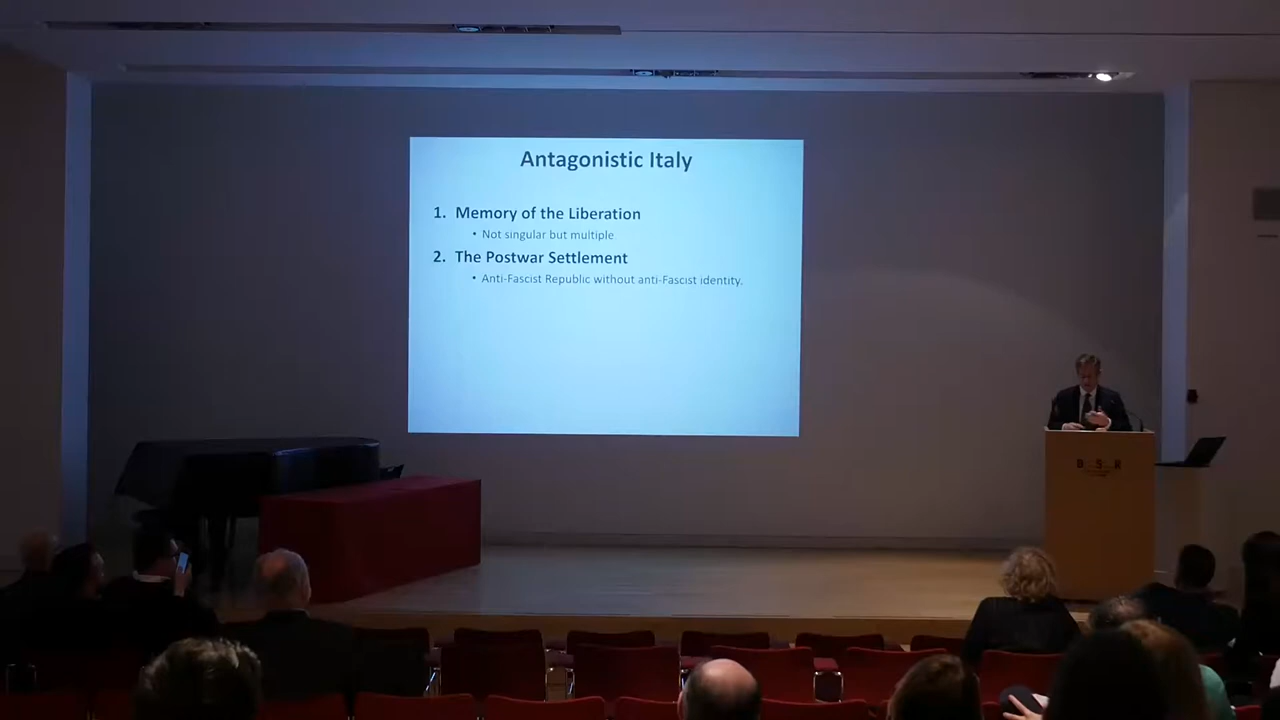 Antagonistic Italy
1. Memory of the Liberation
• Not singular but multiple
2. The Postwar Settlement
• Anti-Fascist Republic without anti-Fascist identity.
B S R